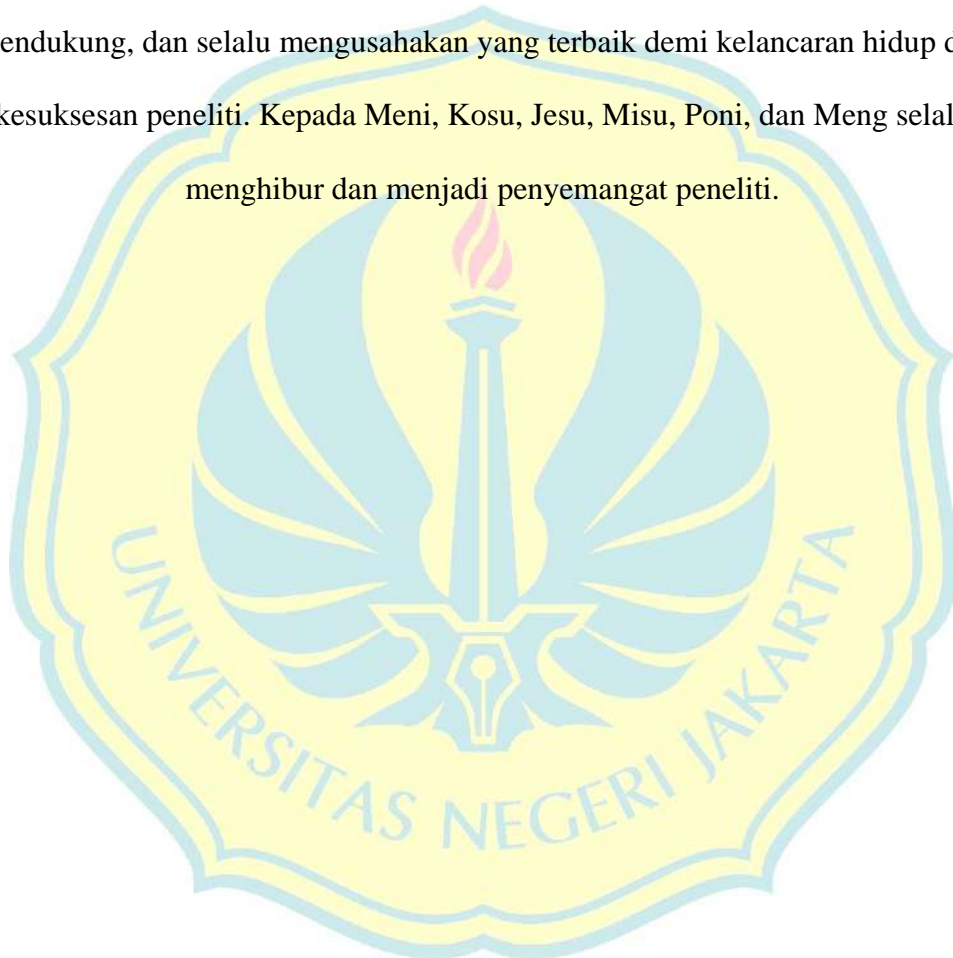 endukung, dan selalu mengusahakan yang terbaik demi kelancaran hidup d
kesuksesan peneliti. Kepada Meni, Kosu, Jesu, Misu, Poni, dan Meng selal
menghibur dan menjadi penyemangat peneliti.
UNIVERSITAS NEGERI JAKARTA